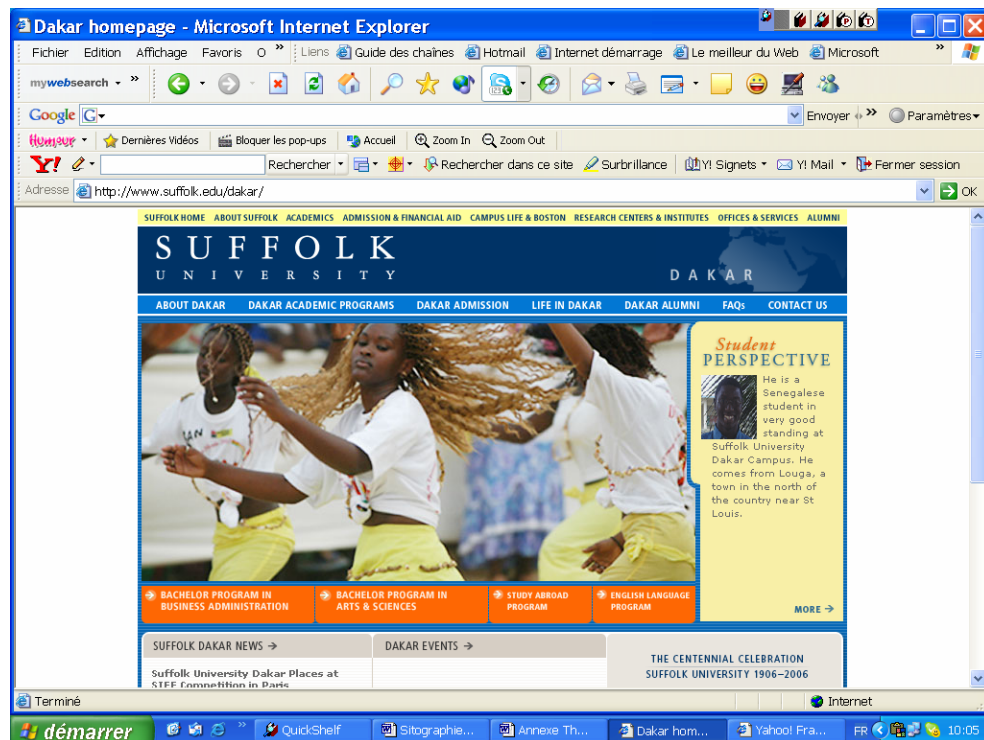 Dakar homepage - Microsoft Internet Explorer
Fichier Edition Affichage Favoris O » Liens Guide des chaînes Hotmail Internet démarrage Le meilleur du Web Microsoft »
mywebsearch »
Google G Envoyer » Paramètres
Humour Dernières Vidéos Bloquer les pop-ups Accueil Zoom In Zoom Out
Y! Rechercher Rechercher dans ce site Surbrillance Y! Signets Y! Mail Fermer session
Adresse http://www.suffolk.edu/dakar/ OK
SUFFOLK HOME ABOUT SUFFOLK ACADEMICS ADMISSION & FINANCIAL AID CAMPUS LIFE & BOSTON RESEARCH CENTERS & INSTITUTES OFFICES & SERVICES ALUMNI
SUFFOLK
UNIVERSITY
DAKAR
ABOUT DAKAR DAKAR ACADEMIC PROGRAMS DAKAR ADMISSION LIFE IN DAKAR DAKAR ALUMNI FAQs CONTACT US
Student
PERSPECTIVE
He is a
Senegalese
student in
very good
standing at
Suffolk University
Dakar Campus. He
comes from Louga, a
town in the north of
the country near St
Louis.
MORE →
BACHELOR PROGRAM IN
BUSINESS ADMINISTRATION
BACHELOR PROGRAM IN
ARTS & SCIENCES
STUDY ABROAD
PROGRAM
ENGLISH LANGUAGE
PROGRAM
SUFFOLK DAKAR NEWS →
Suffolk University Dakar Places at
SIFE Competition in Paris
DAKAR EVENTS →
THE CENTENNIAL CELEBRATION
SUFFOLK UNIVERSITY 1906–2006
Terminé Internet
démarrer » QuickShelf Sitographie... Annexe Th... Dakar hom... Yahoo! Fra... FR 10:05